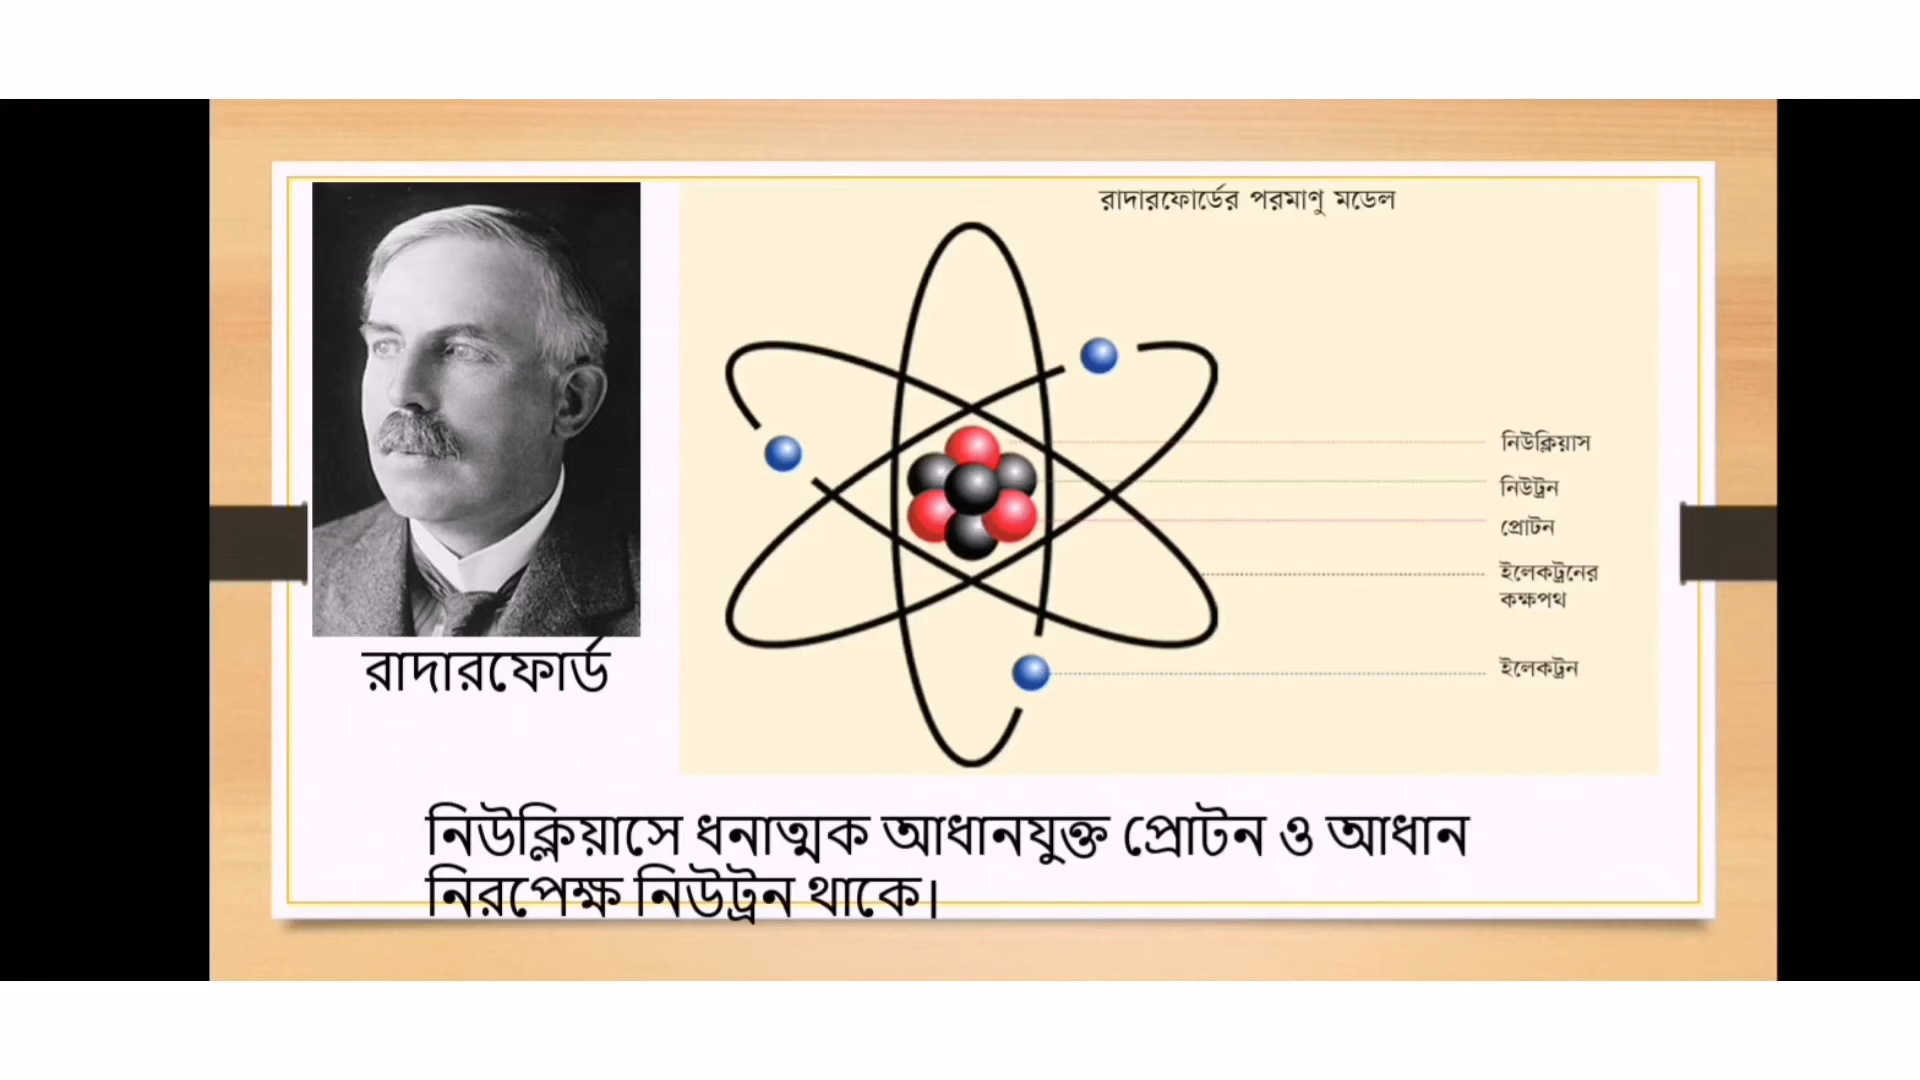 রাদারফোর্ডের পরমাণু মডেল
নিউক্লিয়াস
নিউট্রন
প্রোটন
ইলেকট্রনের
কক্ষপথ
ইলেকট্রন
রাদারফোর্ড
নিউক্লিয়াসে ধনাত্মক আধানযুক্ত প্রোটন ও আধান
নিরপেক্ষ নিউট্রন থাকে।